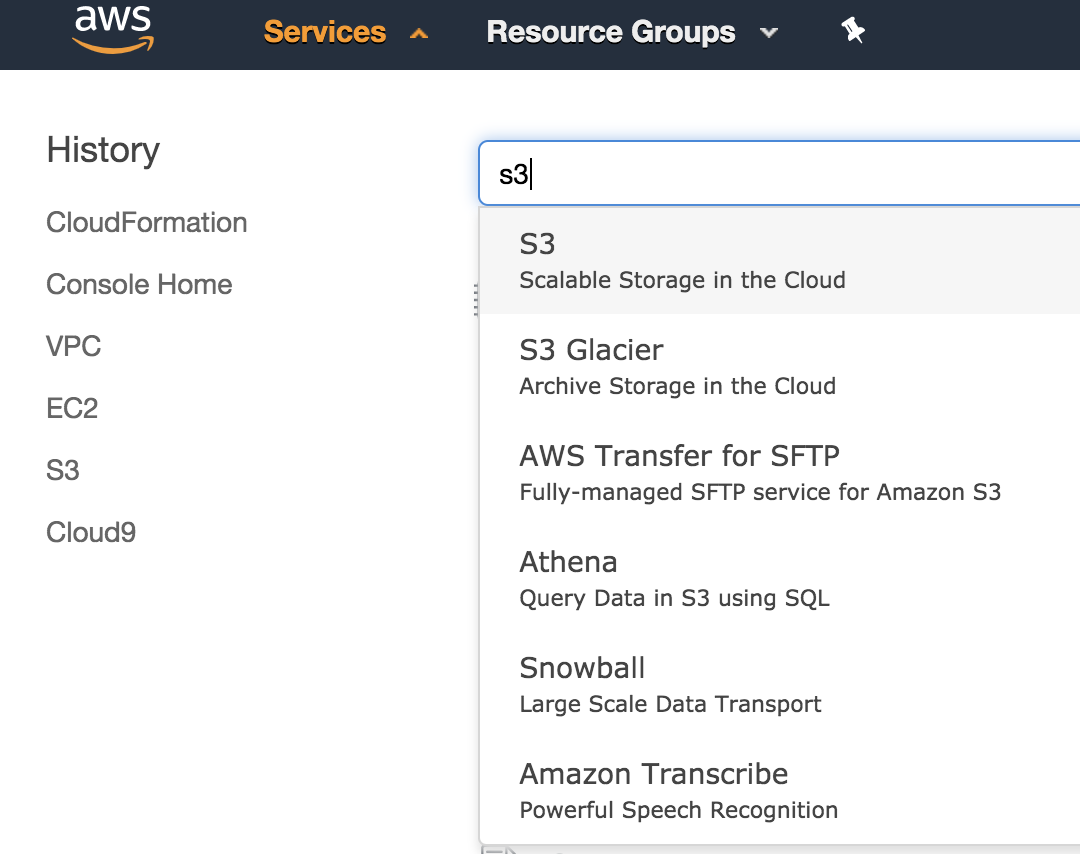 aws
Services
Resource Groups
History
CloudFormation
Console Home
VPC
EC2
S3
Cloud9
s3
S3
Scalable Storage in the Cloud
S3 Glacier
Archive Storage in the Cloud
AWS Transfer for SFTP
Fully-managed SFTP service for Amazon S3
Athena
Query Data in S3 using SQL
Snowball
Large Scale Data Transport
Amazon Transcribe
Powerful Speech Recognition